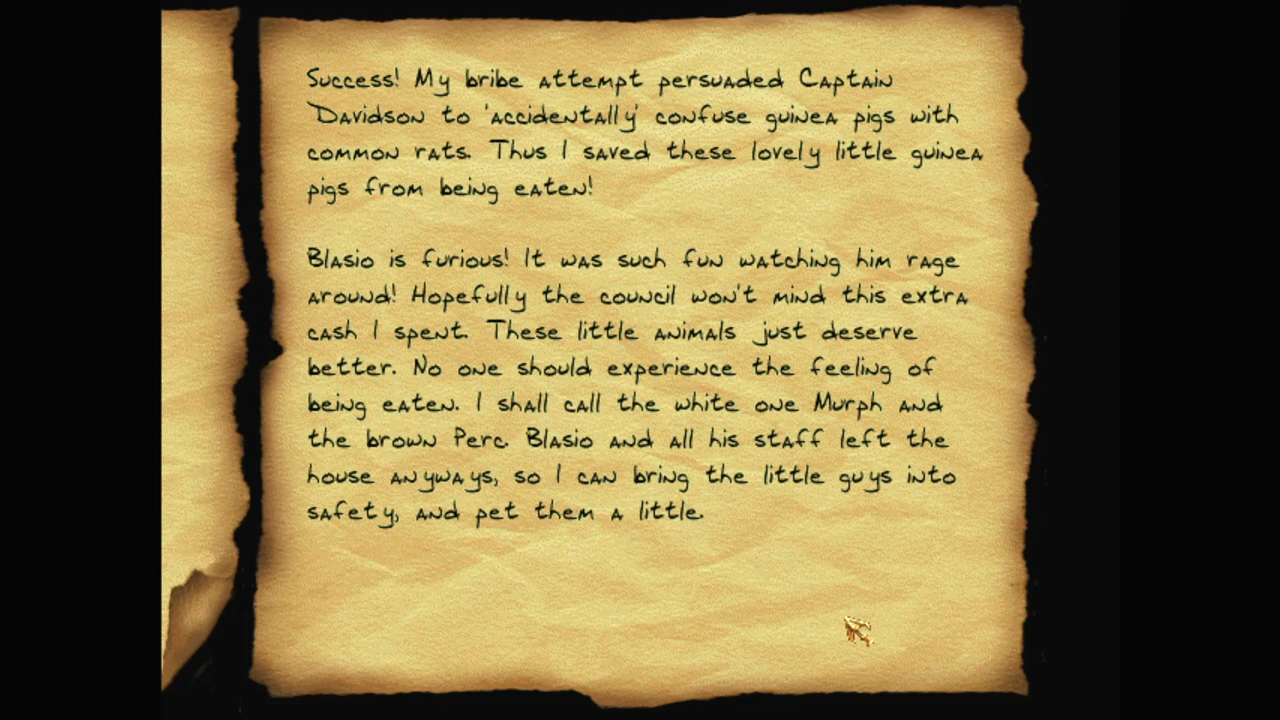 Success! My bribe attempt persuaded Captain
Davidson to 'accidentally' confuse guinea pigs with
common rats. Thus I saved these lovely little guinea
pigs from being eaten!
Blasio is furious! It was such fun watching him rage
around! Hopefully the council won't mind this extra
cash I spent. These little animals just deserve
better. No one should experience the feeling of
being eaten. I shall call the white one Murph and
the brown Perc. Blasio and all his staff left the
house anyways, so I can bring the little guys into
safety, and pet them a little.